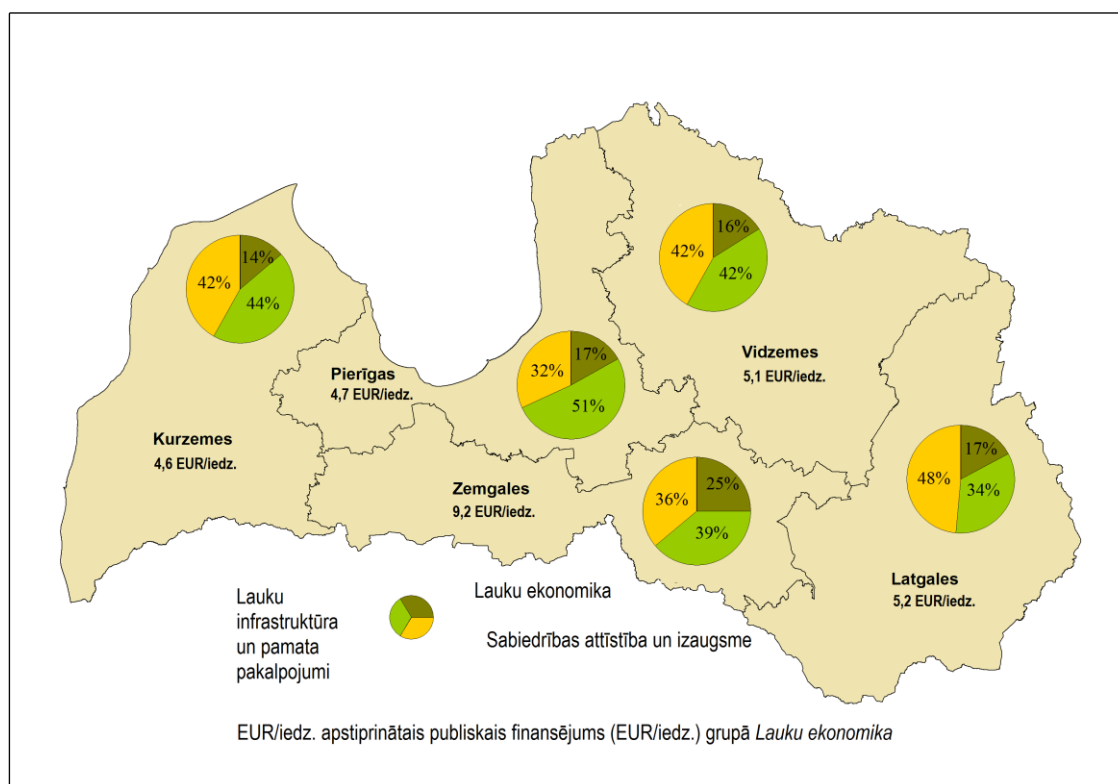 14%
42%
44%
16%
42%
42%
Pierīgas
4,7 EUR/iedz.
17%
32%
51%
Vidzemes
5,1 EUR/iedz.
Kurzemes
4,6 EUR/iedz.
Zemgales
9,2 EUR/iedz.
25%
36%
39%
17%
48%
34%
Latgales
5,2 EUR/iedz.
Lauku
infrastruktūra
un pamata
pakalpojumi
Lauku ekonomika
Sabiedrības attīstība un izaugsme
EUR/iedz. apstiprinātais publiskais finansējums (EUR/iedz.) grupā Lauku ekonomika